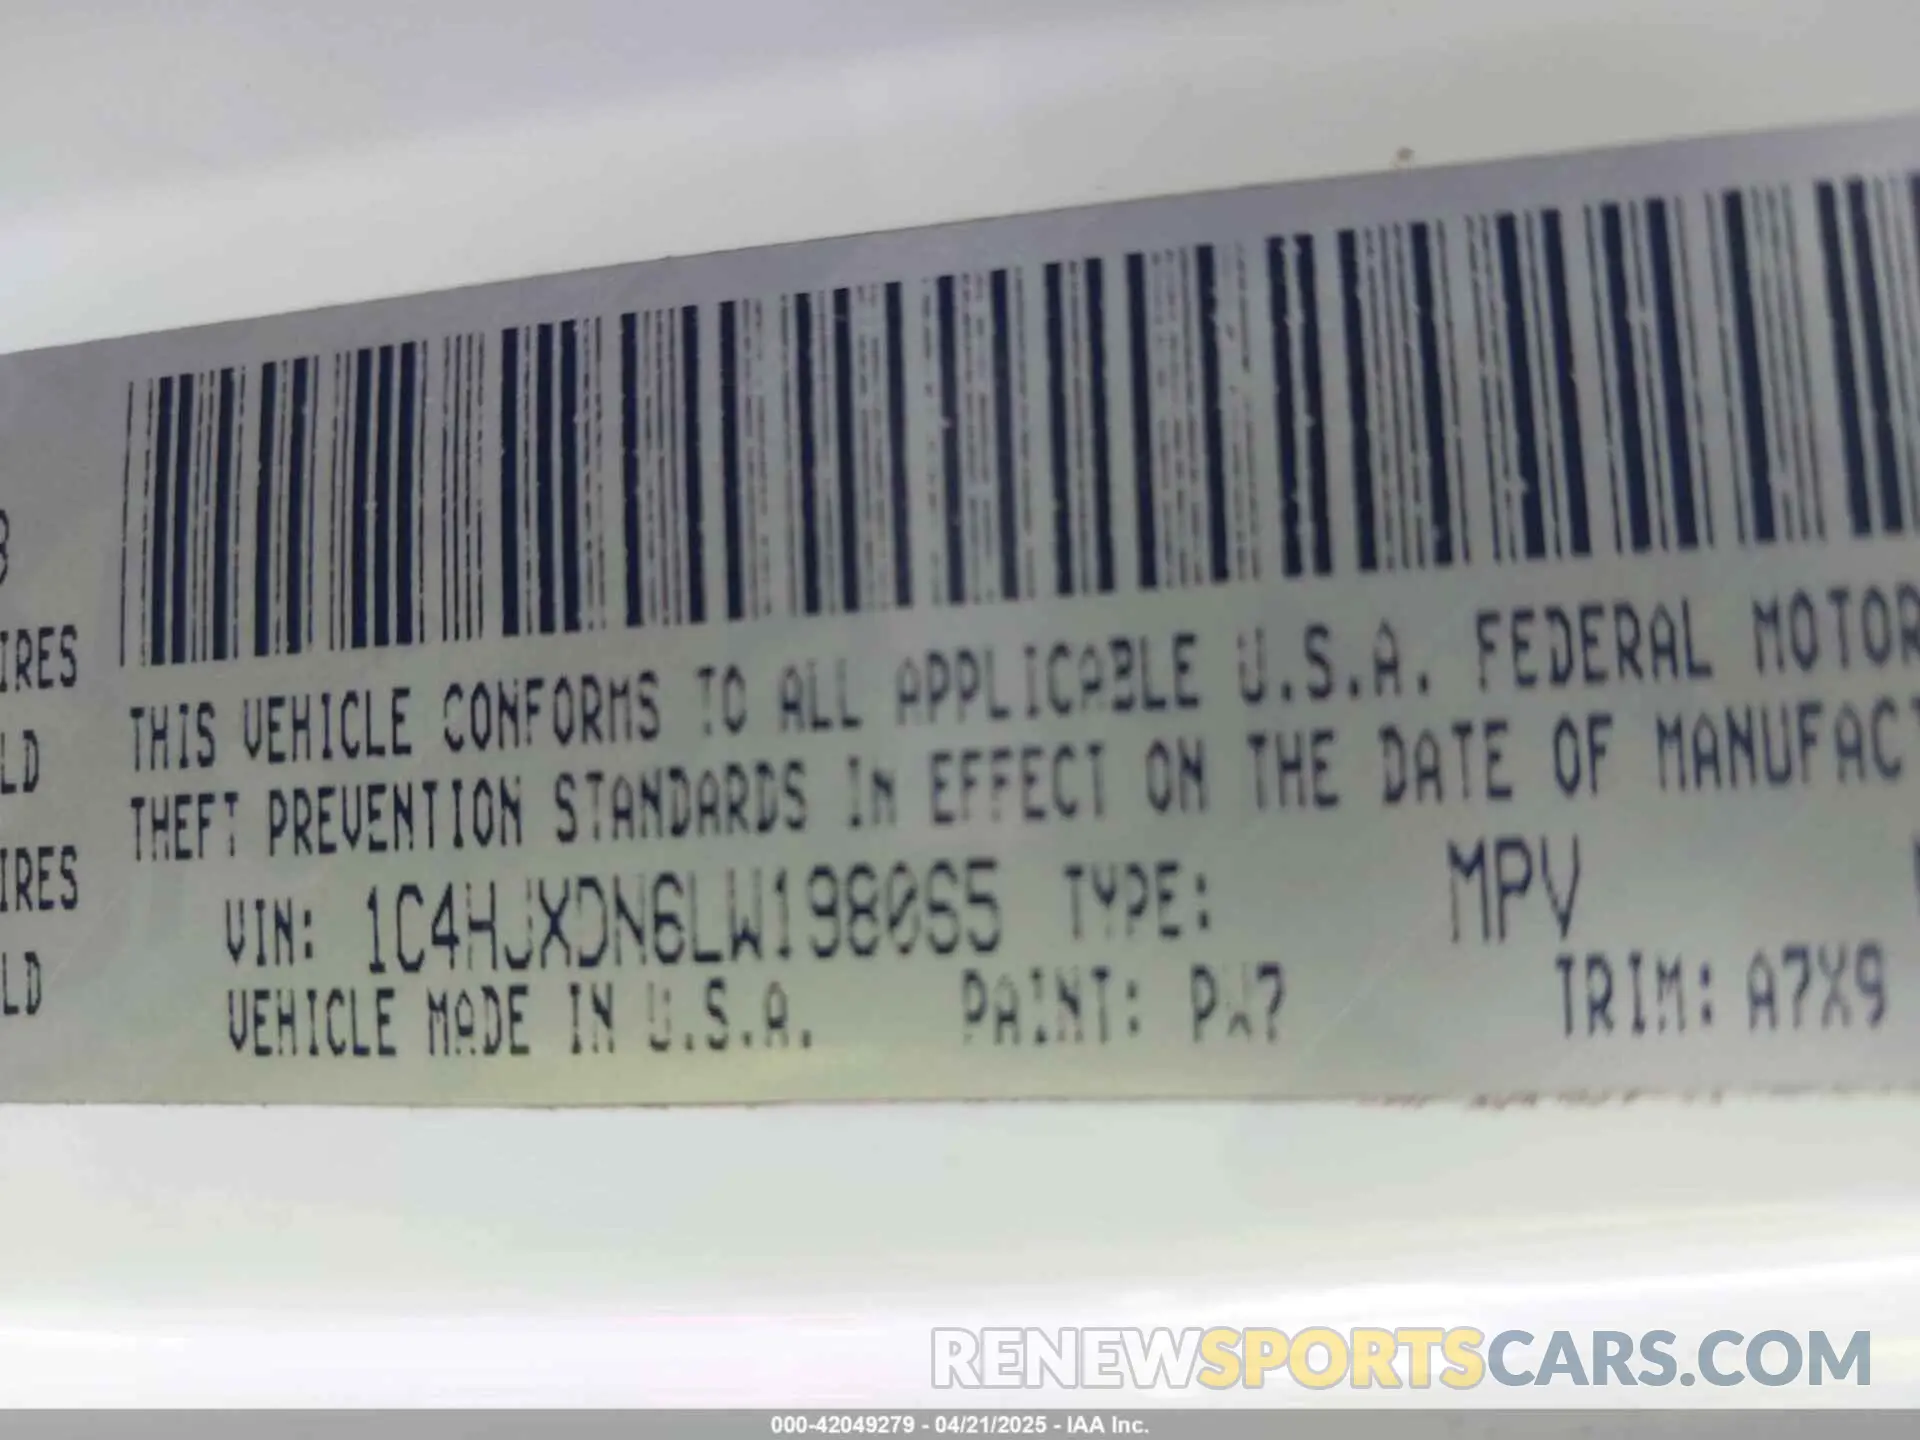 8
IRES
LD
IRES
LD
THIS VEHICLE CONFORMS TO ALL APPLICABLE U.S.A. FEDERAL MOTOR
THEFT PREVENTION STANDARDS IN EFFECT ON THE DATE OF MANUFACT
VIN: 1C4HJXDN6LW198065 TYPE: MPV
VEHICLE MADE IN U.S.A. PAINT: PW7 TRIM: A7X9
RENEWSPORTSCARS.COM
000-42049279 - 04/21/2025 - IAA Inc.